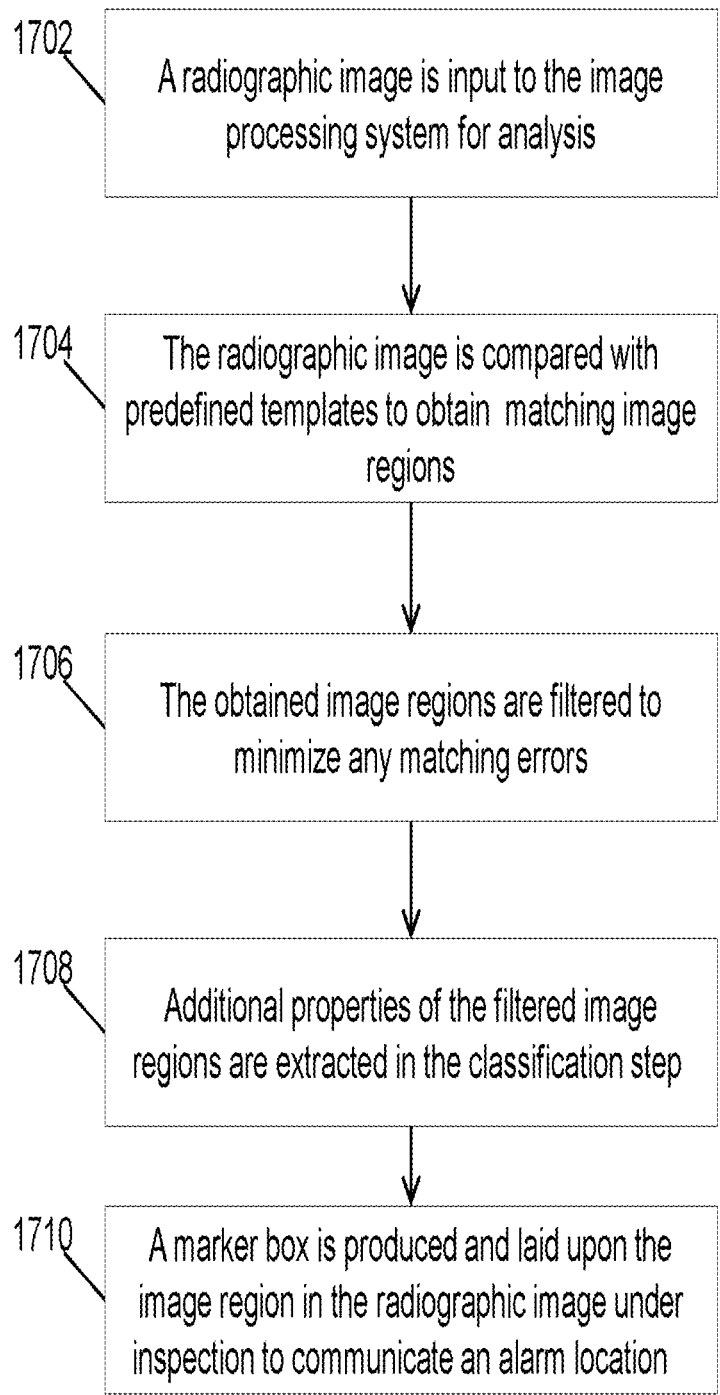 1702
A radiographic image is input to the image
processing system for analysis
1704
The radiographic image is compared with
predefined templates to obtain matching image
regions
1706
The obtained image regions are filtered to
minimize any matching errors
1708
Additional properties of the filtered image
regions are extracted in the classification step
1710
A marker box is produced and laid upon the
image region in the radiographic image under
inspection to communicate an alarm location